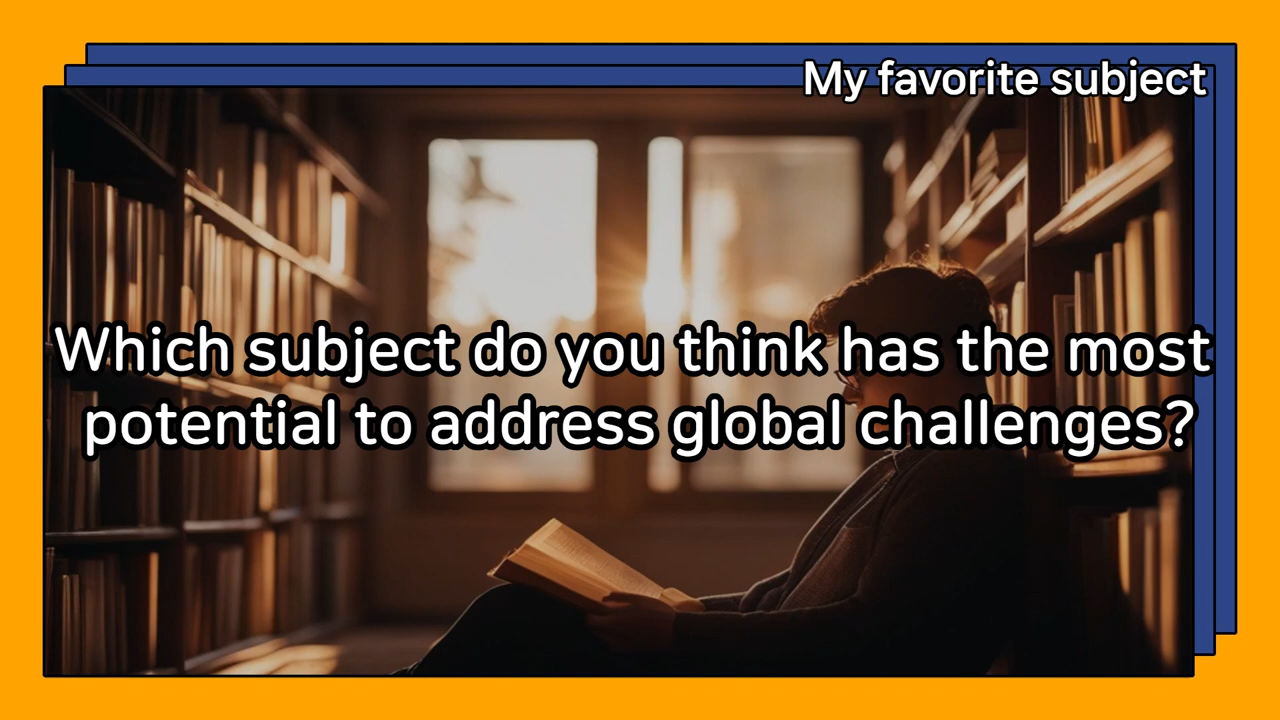 My favorite subject
Which subject do you think has the most
potential to address global challenges?